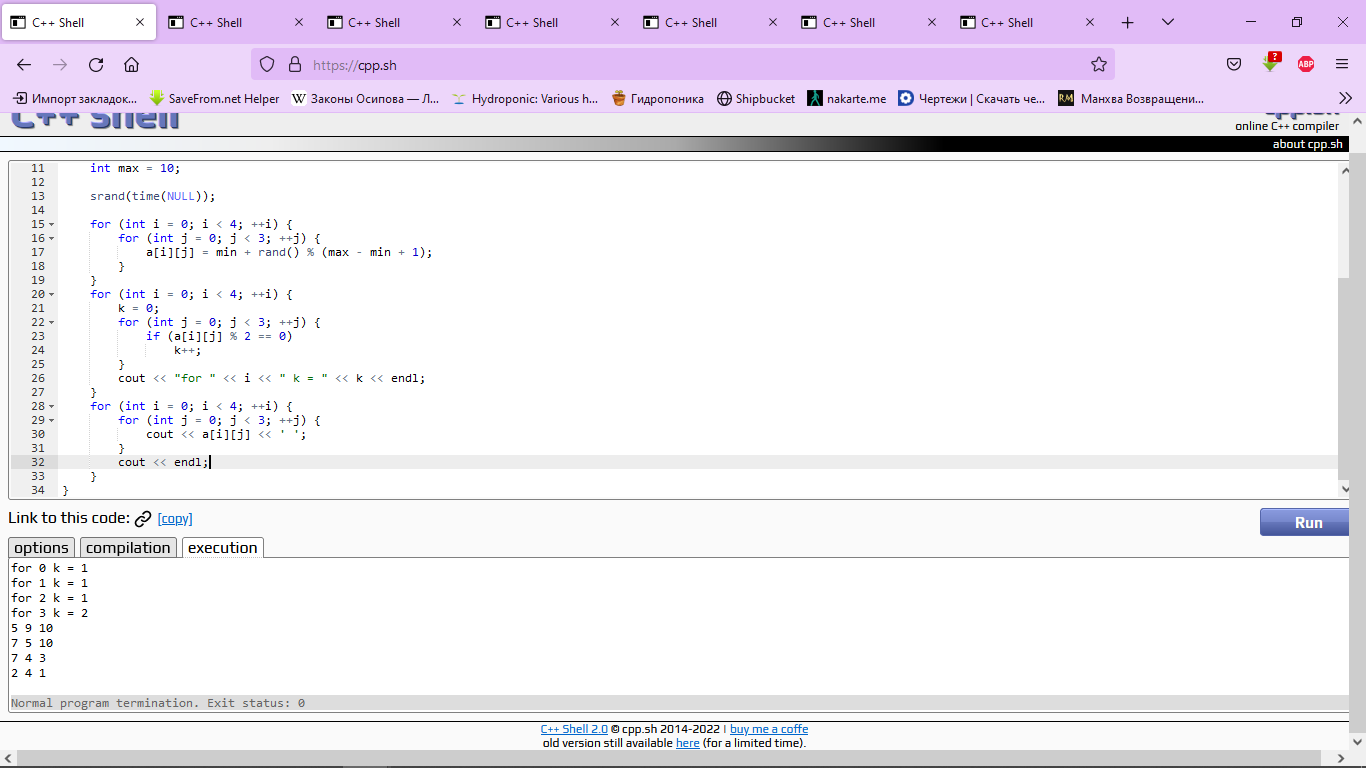 C++ Shell C++ Shell C++ Shell C++ Shell C++ Shell C++ Shell C++ Shell
https://cpp.sh ? ABP
Импорт закладок... SaveFrom.net Helper W Законы Осипова — Л... Hydroponic: Various h... Гидропоника Shipbucket nakarte.me Чертежи | Скачать че... RM Манхва Возвращени...
C++ Shell
online C++ compiler
about cpp.sh
11 int max = 10;
12
13 srand(time(NULL));
14
15 for (int i = 0; i < 4; ++i) {
16 for (int j = 0; j < 3; ++j) {
17 a[i][j] = min + rand() % (max - min + 1);
18 }
19 }
20 for (int i = 0; i < 4; ++i) {
21 k = 0;
22 for (int j = 0; j < 3; ++j) {
23 if (a[i][j] % 2 == 0)
24 k++;
25 }
26 cout << "for " << i << " k = " << k << endl;
27 }
28 for (int i = 0; i < 4; ++i) {
29 for (int j = 0; j < 3; ++j) {
30 cout << a[i][j] << ' ';
31 }
32 cout << endl;
33 }
34 }
Link to this code: [copy]
Run
options compilation execution
for 0 k = 1
for 1 k = 1
for 2 k = 1
for 3 k = 2
5 9 10
7 5 10
7 4 3
2 4 1
Normal program termination. Exit status: 0
C++ Shell 2.0 © cpp.sh 2014-2022 | buy me a coffe
old version still available here (for a limited time).